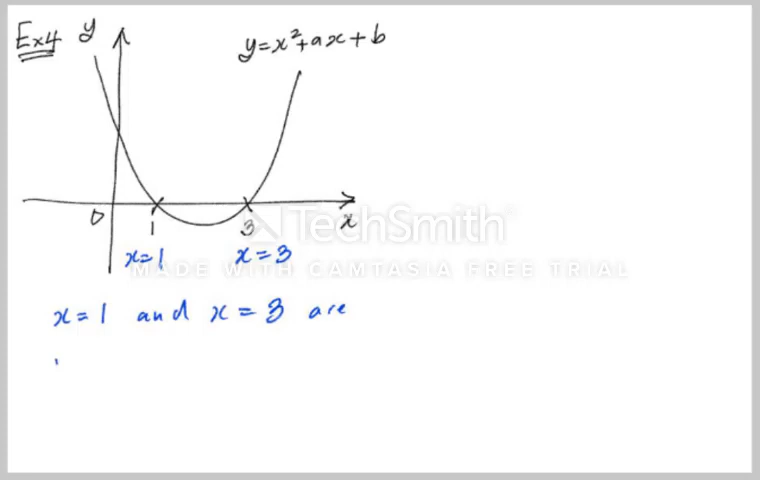 Ex4 y
y=x²+ax+b
0 1 3 x
x=1 x=3
TechSmith
MADE WITH CAMTASIA FREE TRIAL
x=1 and x=3 are